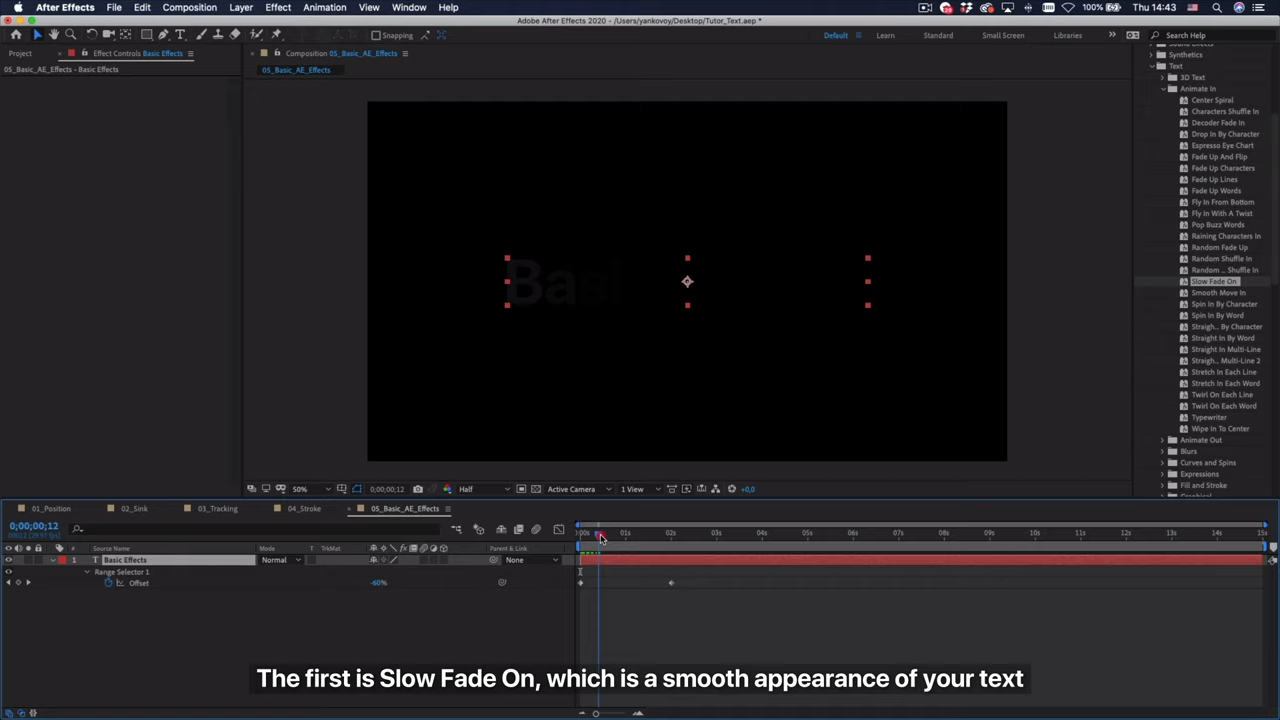 After Effects File Edit Composition Layer Effect Animation View Window Help 100% Thu 14:43
Adobe After Effects 2020 - /Users/yankovoy/Desktop/Tutor_Text.aep *
Snapping Default Learn Standard Small Screen Libraries Search Help
Project Effect Controls Basic Effects Composition 05_Basic_AE_Effects
05_Basic_AE_Effects - Basic Effects 05_Basic_AE_Effects
Sound Effects
Synthetics
Text
3D Text
Animate In
Center Spiral
Characters Shuffle In
Decoder Fade In
Drop In By Character
Espresso Eye Chart
Fade Up And Flip
Fade Up Characters
Fade Up Lines
Fade Up Words
Fly In From Bottom
Fly In With A Twist
Pop Buzz Words
Raining Characters In
Random Fade Up
Random Shuffle In
Random ... Shuffle In
Slow Fade On
Smooth Move In
Spin In By Character
Spin In By Word
Straigh... By Character
Straight In By Word
Straight In Multi-Line
Straigh... Multi-Line 2
Stretch In Each Line
Stretch In Each Word
Twirl On Each Line
Twirl On Each Word
Typewriter
Wipe In To Center
Animate Out
Blurs
Curves and Spins
Expressions
Fill and Stroke
Basi
50% 0;00;00;12 Half Active Camera 1 View +0,0
01_Position 02_Sink 03_Tracking 04_Stroke 05_Basic_AE_Effects
0;00;00;12
00012 (29.97 fps)
:00s 01s 02s 03s 04s 05s 06s 07s 08s 09s 10s 11s 12s 13s 14s 15s
# Source Name Mode T TrkMat Parent & Link
1 T Basic Effects Normal None
Range Selector 1
Offset -60%
The first is Slow Fade On, which is a smooth appearance of your text